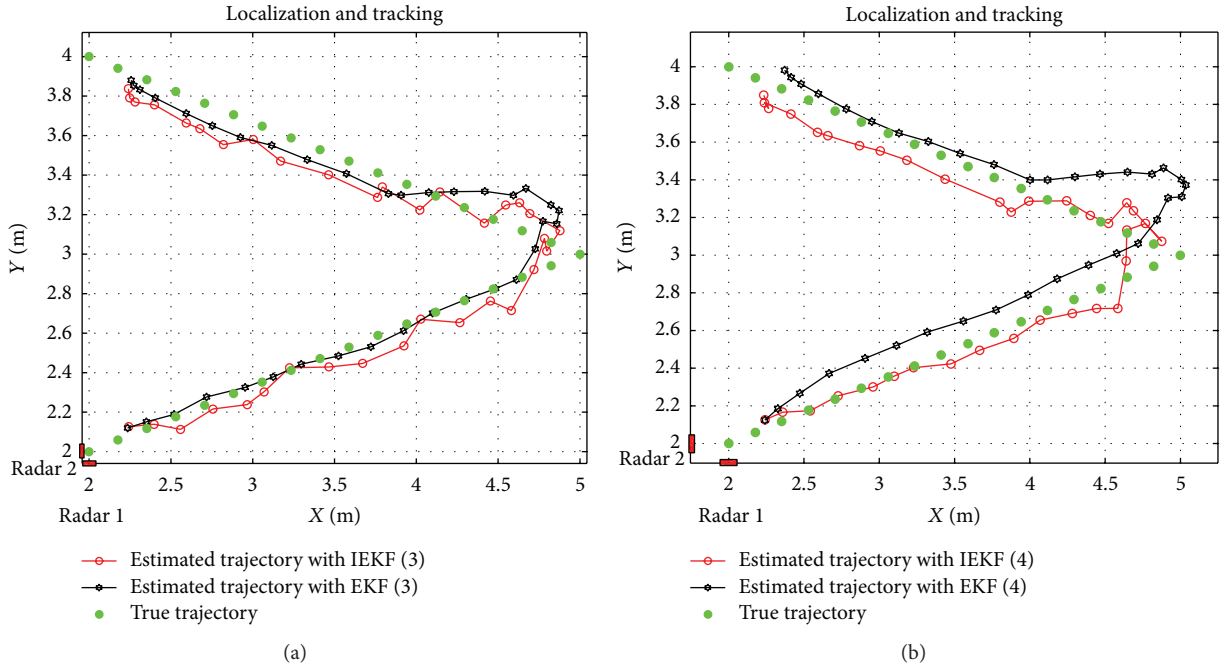 Localization and tracking
4
3.8
3.6
3.4
3.2
3
2.8
2.6
2.4
2.2
2
Y (m)
Radar 2
2
2.5
3
3.5
4
4.5
5
Radar 1
X (m)
Estimated trajectory with IEKF (3)
Estimated trajectory with EKF (3)
True trajectory
(a)
Localization and tracking
4
3.8
3.6
3.4
3.2
3
2.8
2.6
2.4
2.2
2
Y (m)
Radar 2
2
2.5
3
3.5
4
4.5
5
Radar 1
X (m)
Estimated trajectory with IEKF (4)
Estimated trajectory with EKF (4)
True trajectory
(b)